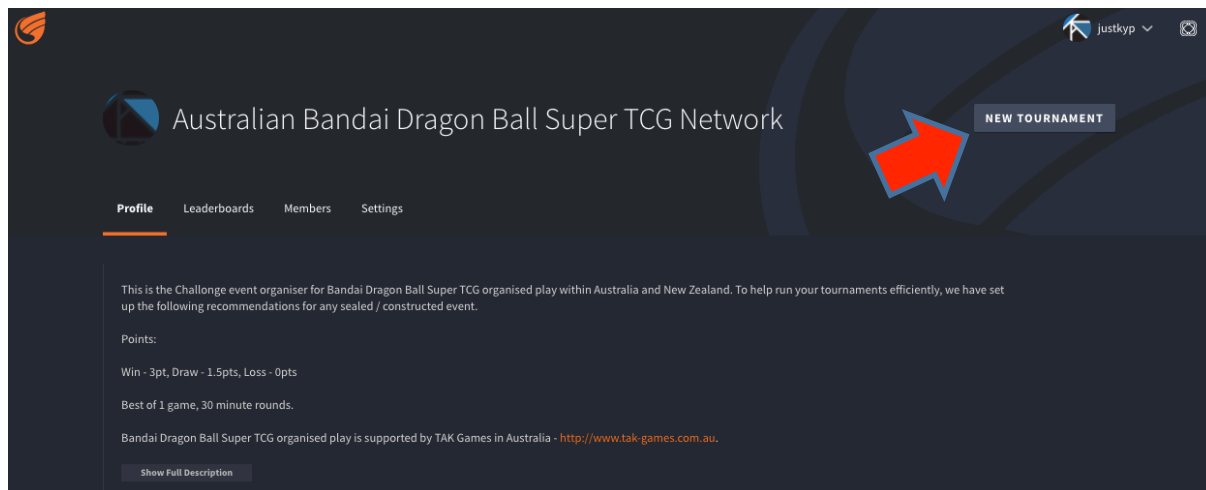 justkyp
Australian Bandai Dragon Ball Super TCG Network
NEW TOURNAMENT
Profile Leaderboards Members Settings
This is the Challonge event organiser for Bandai Dragon Ball Super TCG organised play within Australia and New Zealand. To help run your tournaments efficiently, we have set
up the following recommendations for any sealed / constructed event.
Points:
Win - 3pt, Draw - 1.5pts, Loss - 0pts
Best of 1 game, 30 minute rounds.
Bandai Dragon Ball Super TCG organised play is supported by TAK Games in Australia - http://www.tak-games.com.au.
Show Full Description